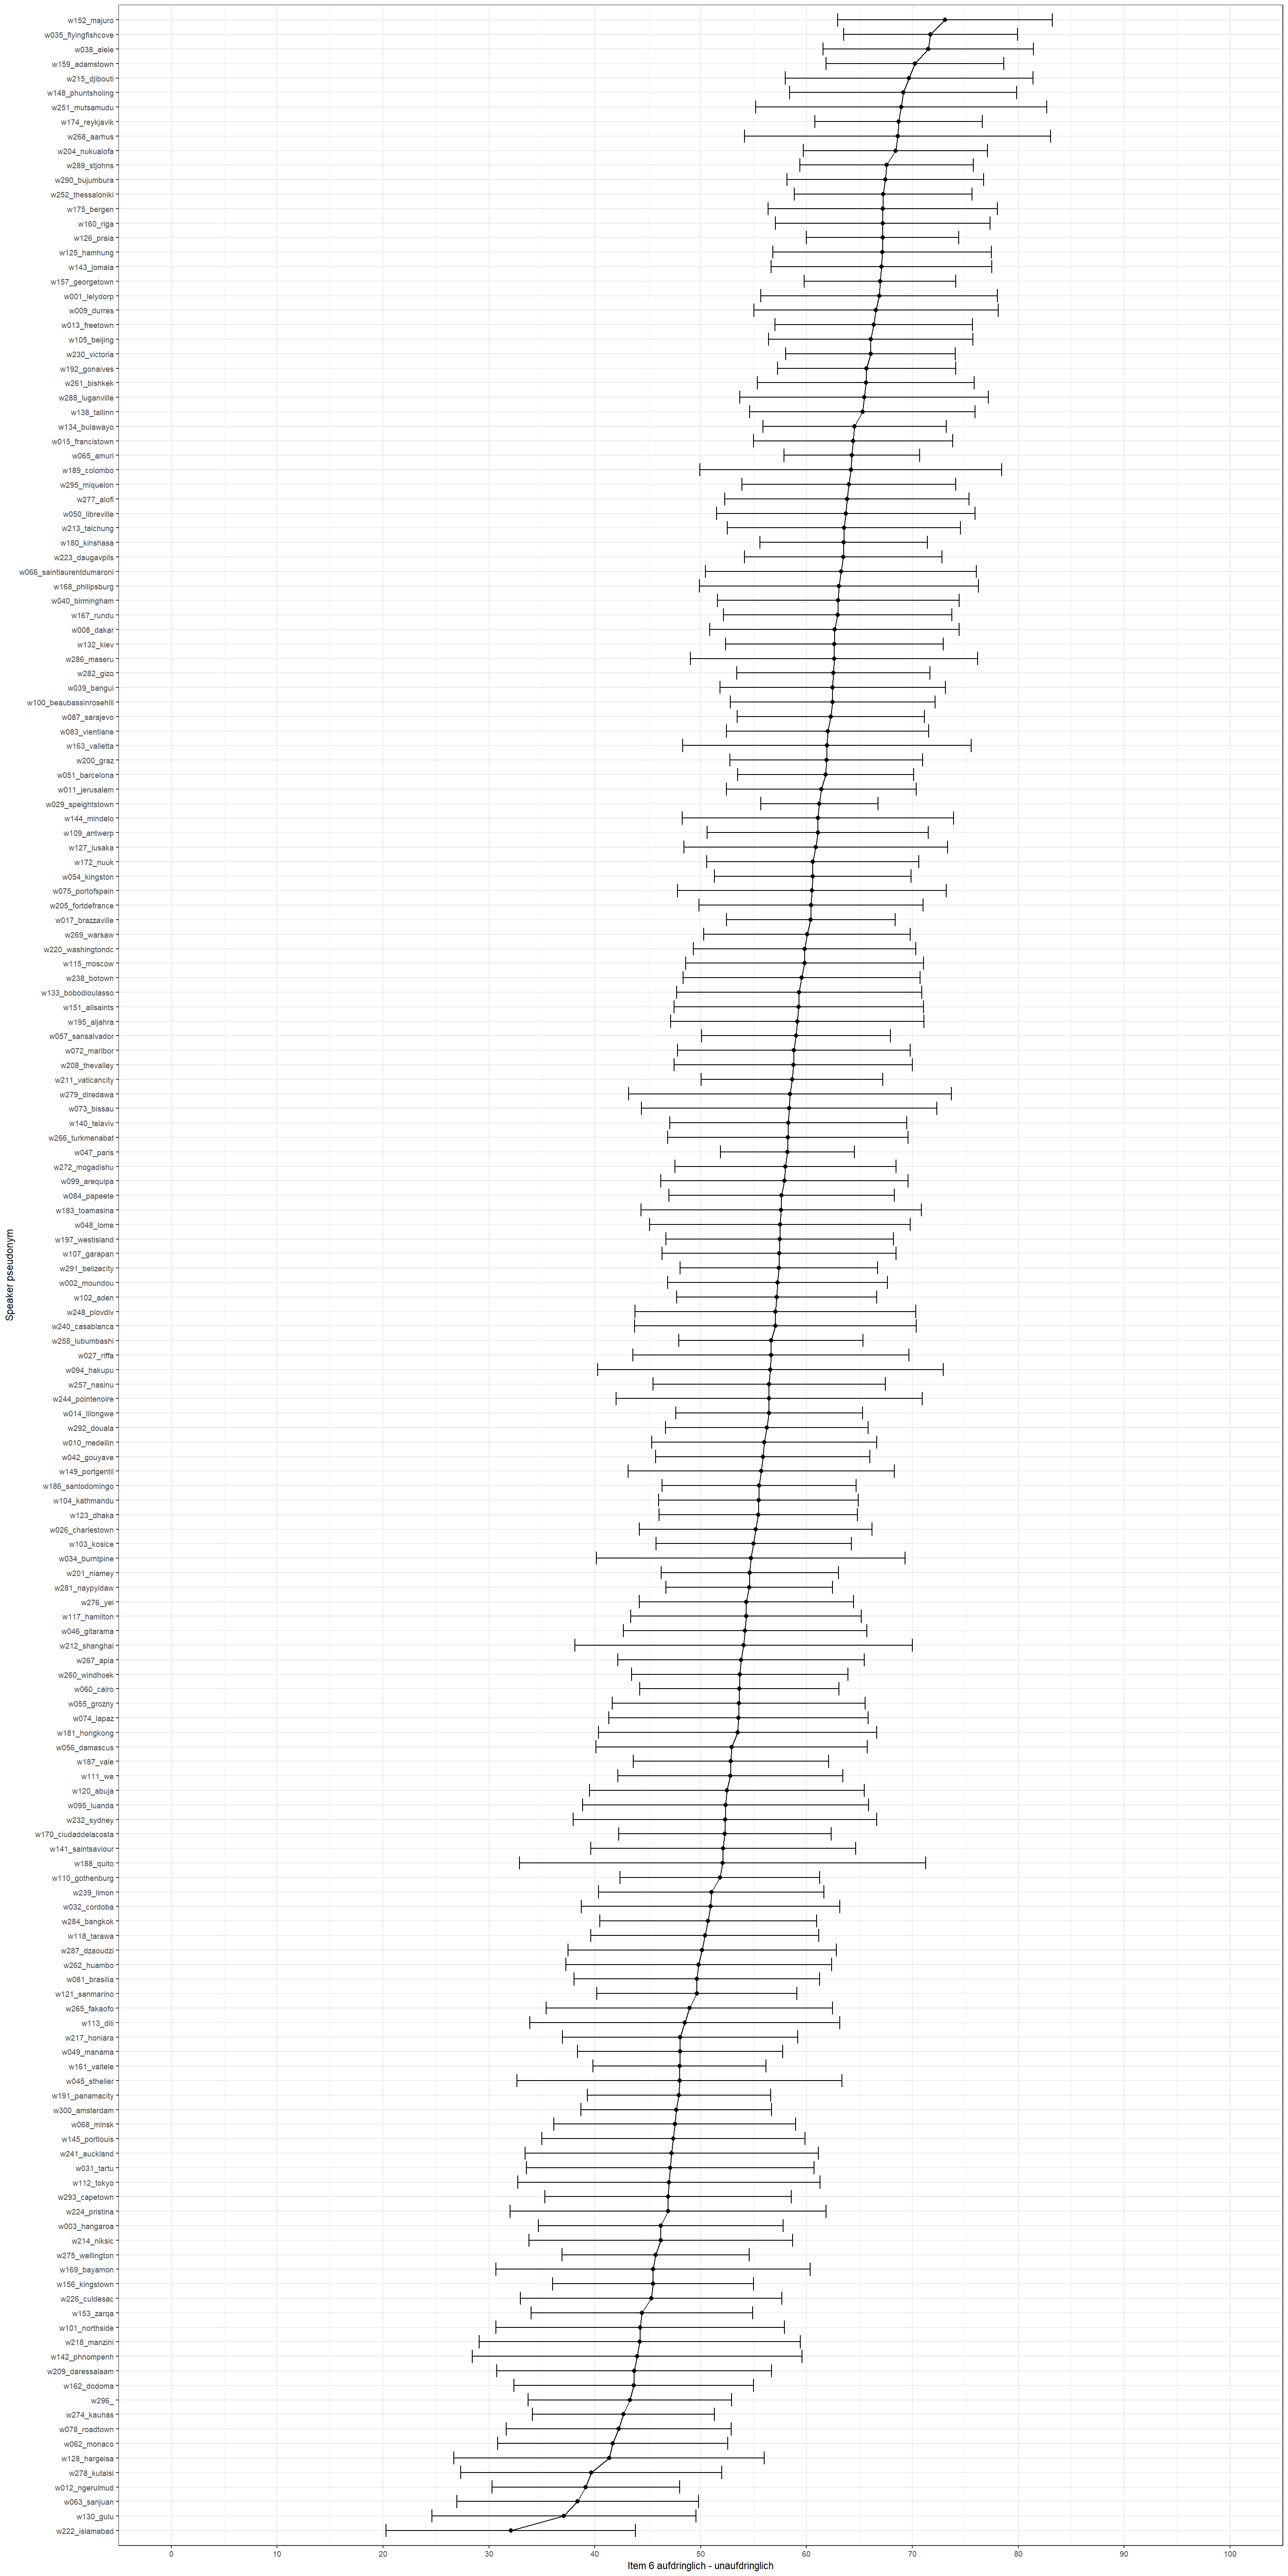 w152_majuro
w035_flyingfishcove
w038_alele
w159_adamstown
w215_djibouti
w148_phuntsholing
w251_mutsamudu
w174_reykjavik
w268_aarhus
w204_nukualofa
w289_stjohns
w290_bujumbura
w252_thessaloniki
w175_bergen
w160_riga
w126_praia
w125_hamhung
w143_jomala
w157_georgetown
w001_lelydorp
w009_durres
w013_freetown
w105_beijing
w230_victoria
w192_gonaives
w261_bishkek
w288_luganville
w138_tallinn
w134_bulawayo
w015_francistown
w065_amuri
w189_colombo
w295_miquelon
w277_alofi
w050_libreville
w213_taichung
w180_kinshasa
w223_daugavpils
w066_saintlaurentdumaroni
w168_philipsburg
w040_birmingham
w167_rundu
w008_dakar
w132_kiev
w286_maseru
w282_gizo
w039_bangui
w100_beaubassinrosehill
w087_sarajevo
w083_vientiane
w163_valletta
w200_graz
w051_barcelona
w011_jerusalem
w029_speightstown
w144_mindelo
w109_antwerp
w127_lusaka
w172_nuuk
w054_kingston
w075_portofspain
w205_fortdefrance
w017_brazzaville
w269_warsaw
w220_washingtondc
w115_moscow
w238_botown
w133_bobodioulasso
w151_allsaints
w195_aljahra
w057_sansalvador
w072_maribor
w208_thevalley
w211_vaticancity
w279_diredawa
w073_bissau
w140_telaviv
w266_turkmenabat
w047_paris
w272_mogadishu
w099_arequipa
w084_papeete
w183_toamasina
w048_lome
w197_westisland
w107_garapan
w291_belizecity
w002_moundou
w102_aden
w248_plovdiv
w240_casablanca
w258_lubumbashi
w027_riffa
w094_hakupu
w257_nasinu
w244_pointenoire
w014_lilongwe
w292_douala
w010_medellin
w042_gouyave
w149_portgentil
w186_santodomingo
w104_kathmandu
w123_dhaka
w026_charlestown
w103_kosice
w034_burntpine
w201_niamey
w281_naypyidaw
w276_yei
w117_hamilton
w046_gitarama
w212_shanghai
w267_apia
w260_windhoek
w060_cairo
w055_grozny
w074_lapaz
w181_hongkong
w056_damascus
w187_vale
w111_we
w120_abuja
w095_luanda
w232_sydney
w170_ciudaddelacosta
w141_saintsaviour
w188_quito
w110_gothenburg
w239_limon
w032_cordoba
w284_bangkok
w118_tarawa
w287_dzaoudzi
w262_huambo
w081_brasilia
w121_sanmarino
w265_fakaofo
w113_dili
w217_honiara
w049_manama
w161_vaitele
w045_sthelier
w191_panamacity
w300_amsterdam
w068_minsk
w145_portlouis
w241_auckland
w031_tartu
w112_tokyo
w293_capetown
w224_pristina
w003_hangaroa
w214_niksic
w275_wellington
w169_bayamon
w156_kingstown
w226_culdesac
w153_zarqa
w101_northside
w218_manzini
w142_phnompenh
w209_daressalaam
w162_dodoma
w296_
w274_kaunas
w078_roadtown
w062_monaco
w128_hargeisa
w278_kutaisi
w012_ngerulmud
w063_sanjuan
w130_gulu
w222_islamabad
Speaker pseudonym
0 10 20 30 40 50 60 70 80 90 100
Item 6 aufdringlich - unaufdringlich